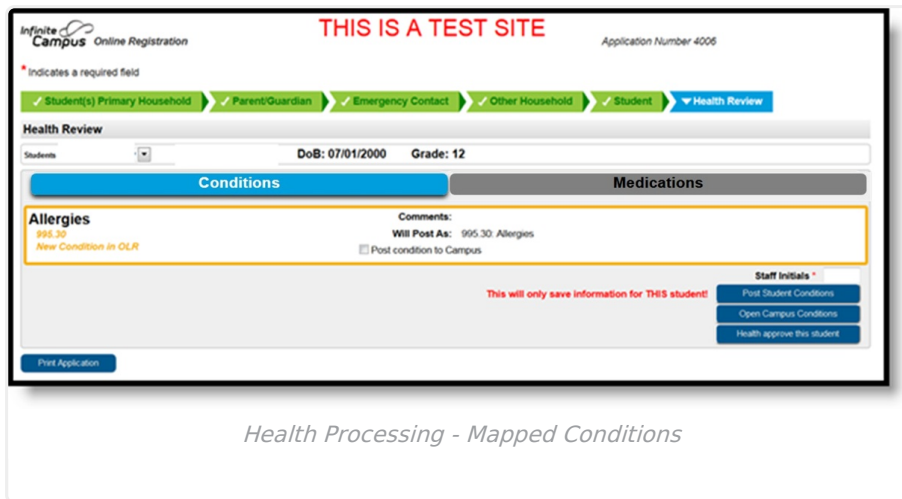 THIS IS A TEST SITE
Infinite Campus Online Registration
Application Number 4006
* Indicates a required field
Student(s) Primary Household Parent/Guardian Emergency Contact Other Household Student Health Review
Health Review
Students DoB: 07/01/2000 Grade: 12
Conditions Medications
Allergies Comments:
995.30 Will Post As: 995.30: Allergies
New Condition in OLR Post condition to Campus
Staff Initials *
This will only save information for THIS student! Post Student Conditions
Open Campus Conditions
Health approve this student
Print Application
Health Processing - Mapped Conditions